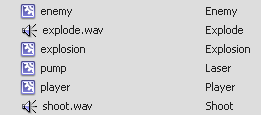 enemy Enemy
explode.wav Explode
explosion Explosion
pump Laser
player Player
shoot.wav Shoot